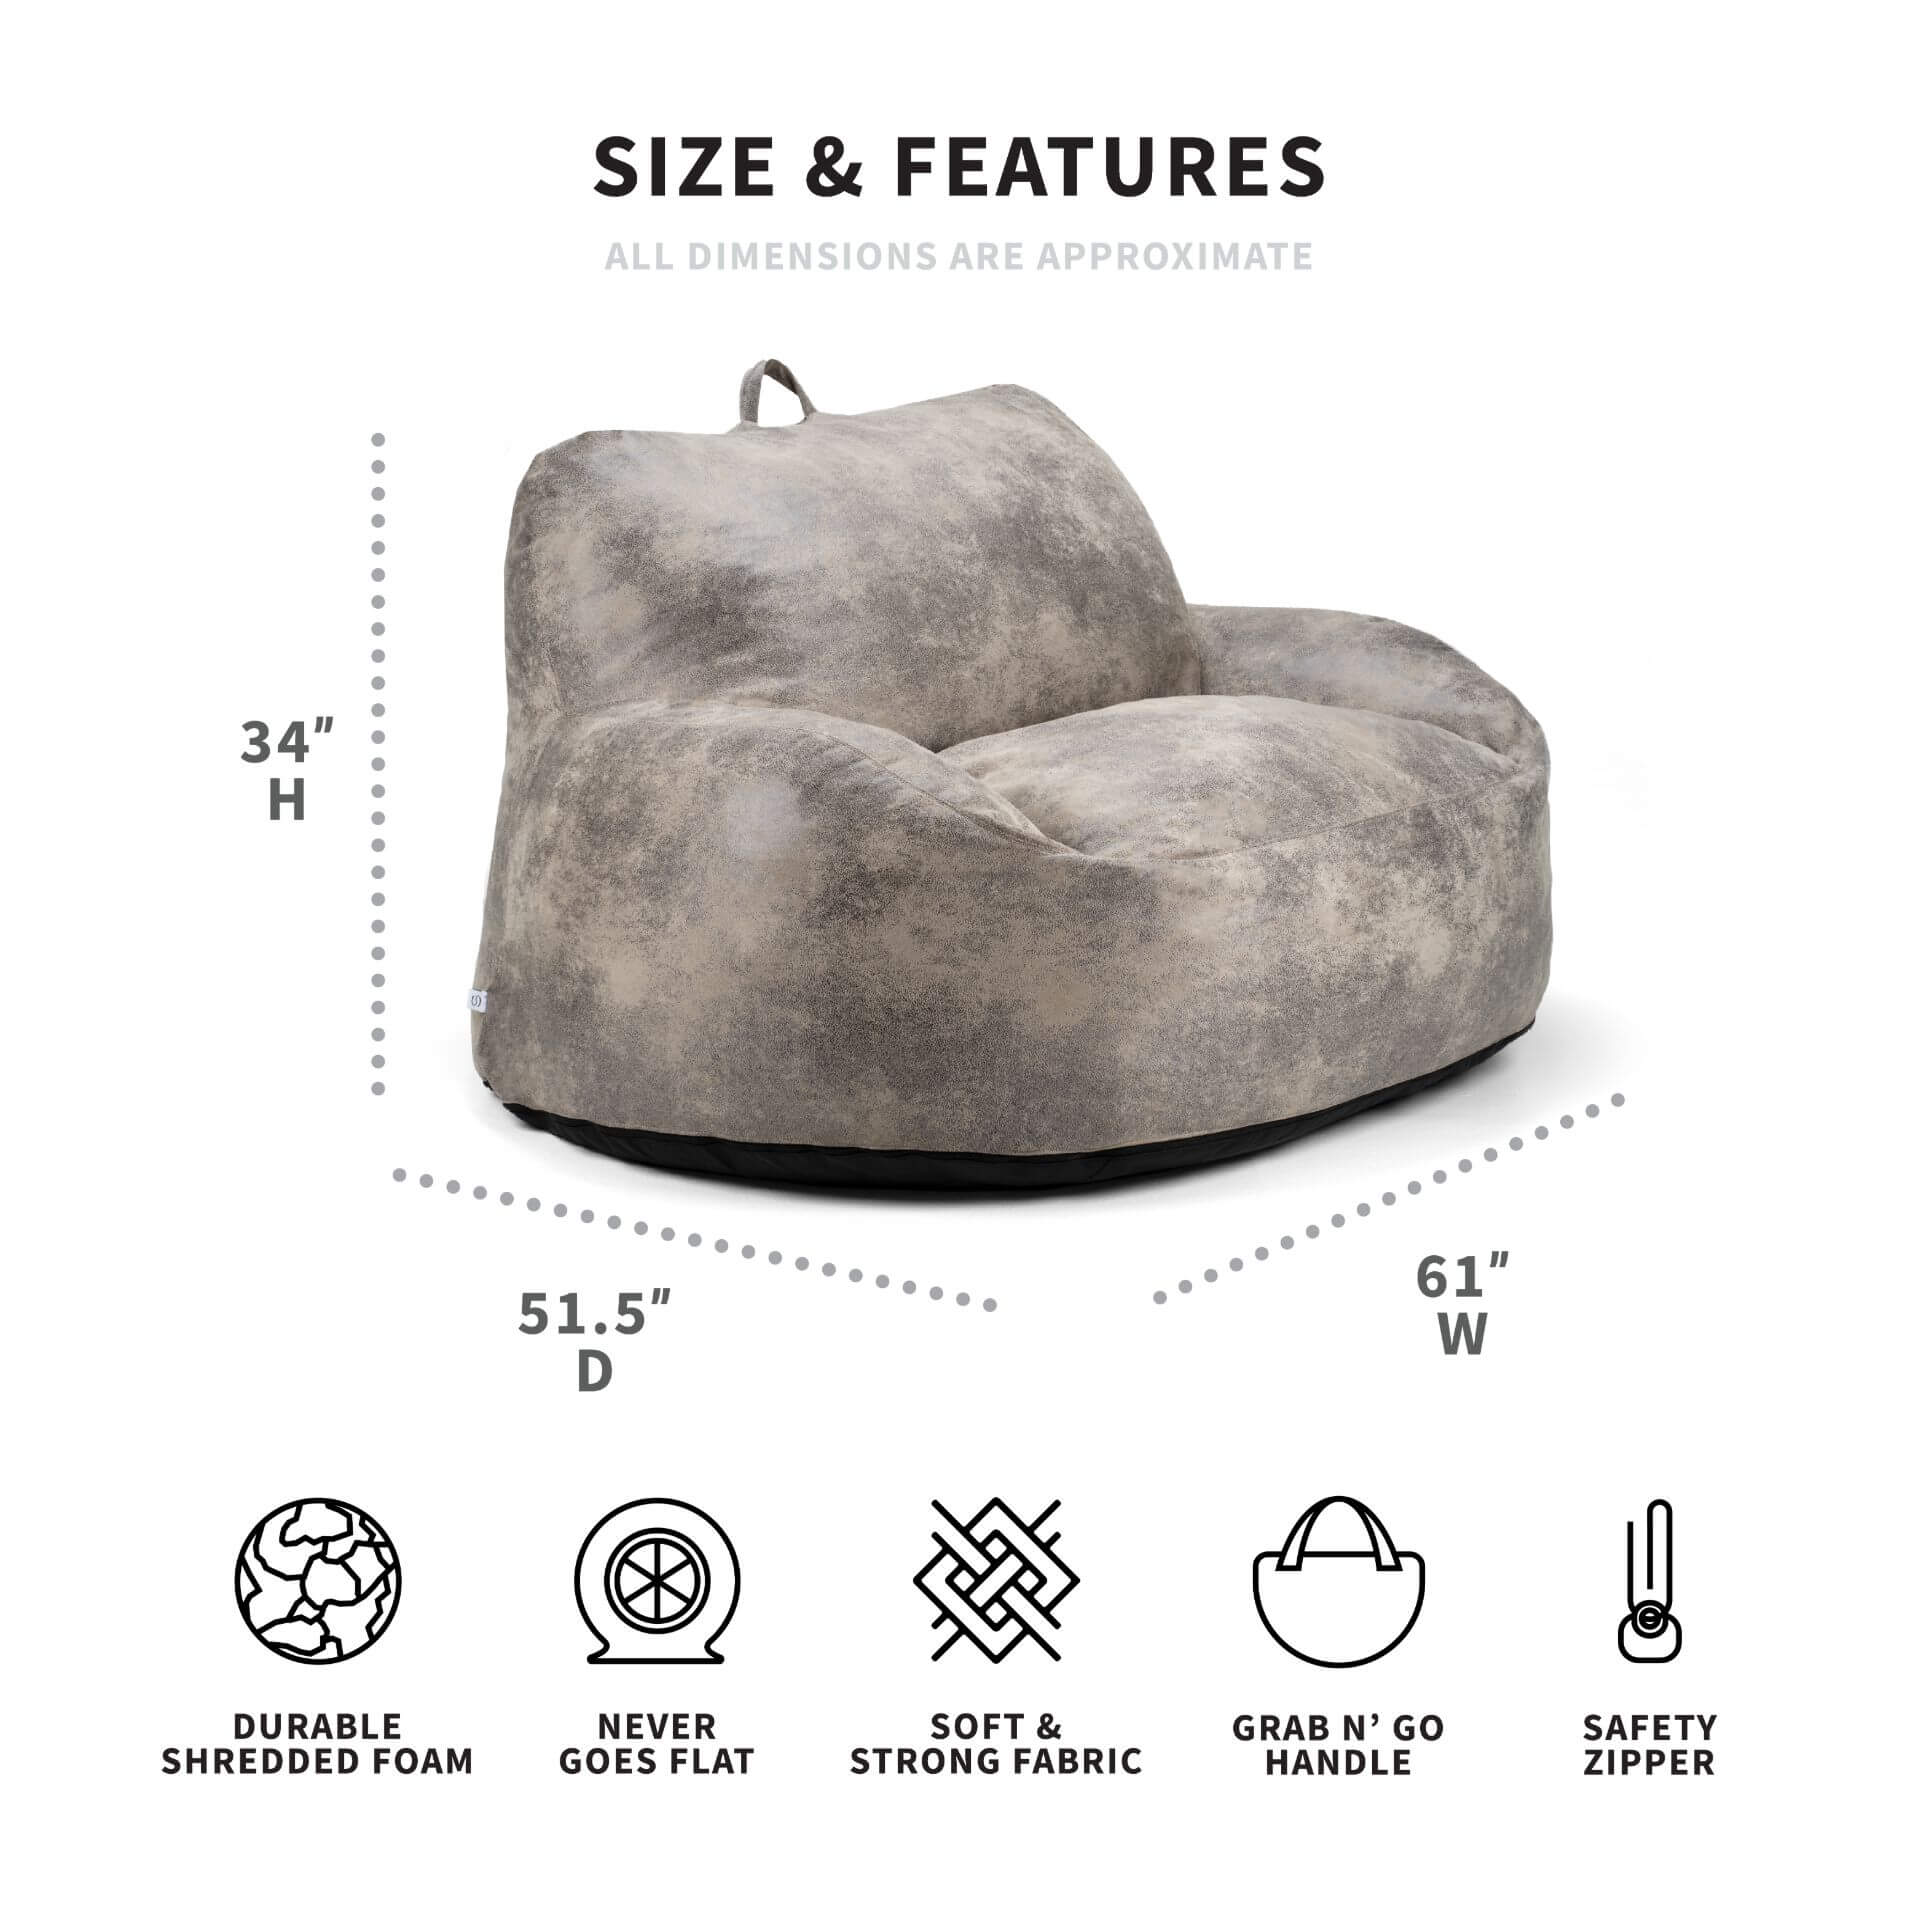 SIZE & FEATURES
ALL DIMENSIONS ARE APPROXIMATE
34"
H
51.5"
D
61"
W
DURABLE
SHREDDED FOAM
NEVER
GOES FLAT
SOFT &
STRONG FABRIC
GRAB N’ GO
HANDLE
SAFETY
ZIPPER